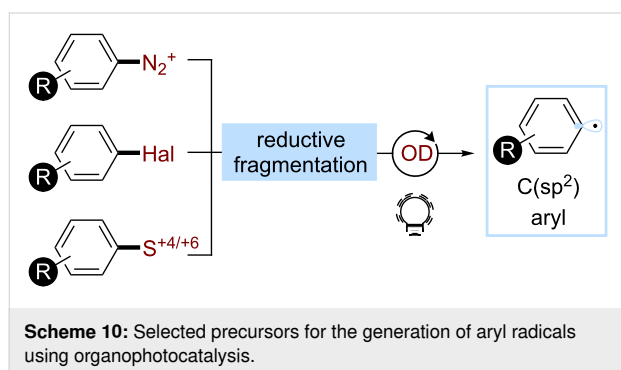 R
N₂⁺
R
Hal
R
S⁺⁴/⁺⁶
reductive
fragmentation
OD
R
C(sp²)
aryl
Scheme 10: Selected precursors for the generation of aryl radicals
using organophotocatalysis.